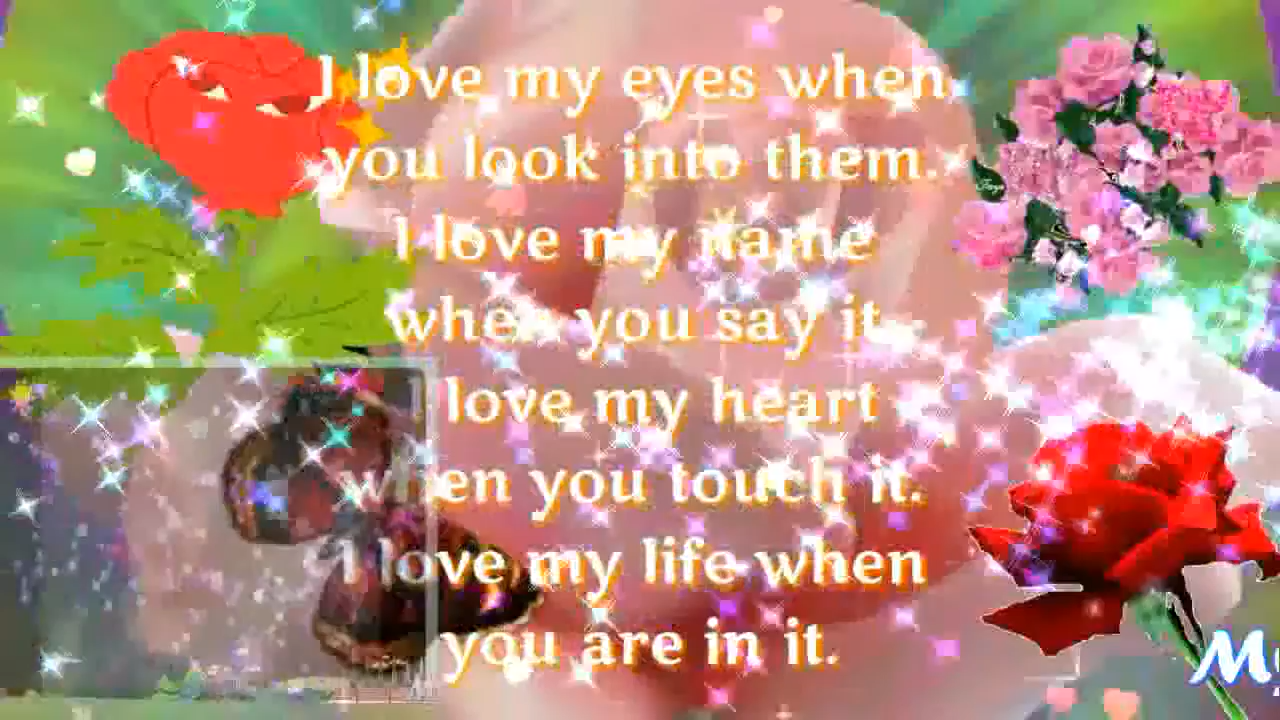 I love my eyes when
you look into them.
I love my name
when you say it.
love my heart
when you touch it.
I love my life when
you are in it.